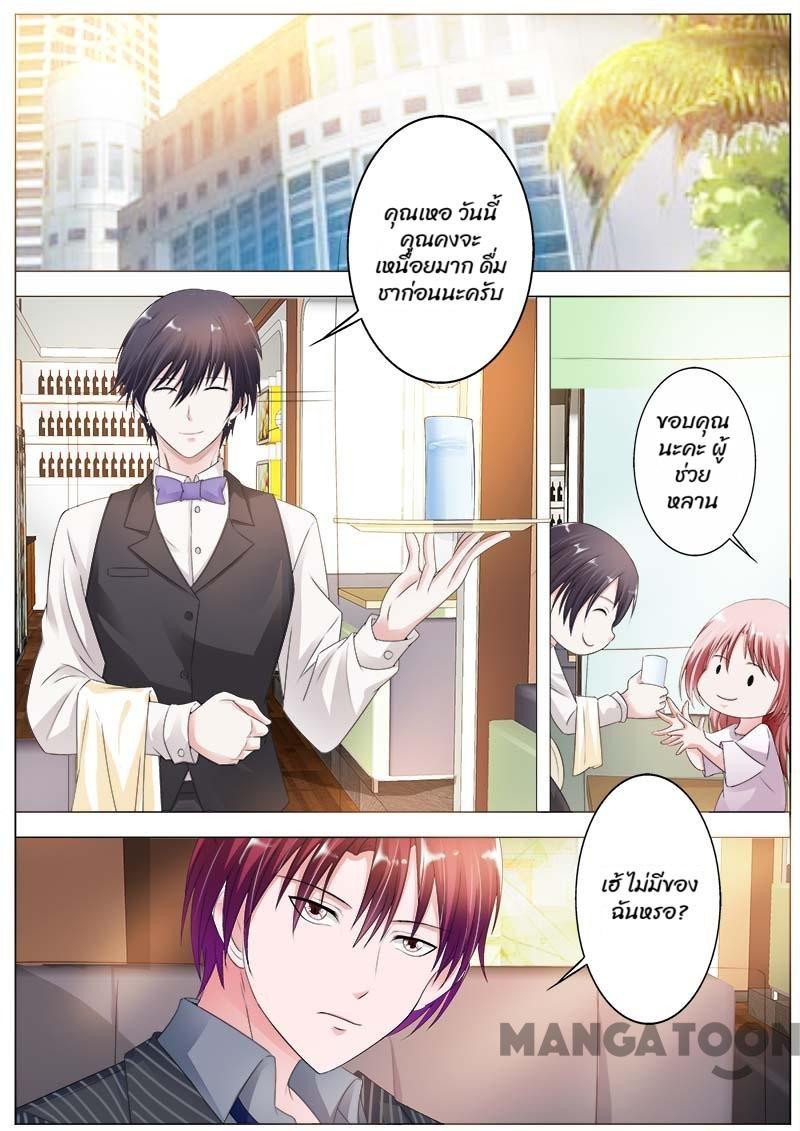 คุณเหอ วันนี้
คุณคงจะ
เหนื่อยมาก ดื่ม
ชาก่อนนะครับ
ขอบคุณ
นะคะ ผู้
ช่วย
หลาน
เฮ้ ไม่มีของ
ฉันหรอ?
MANGATOON